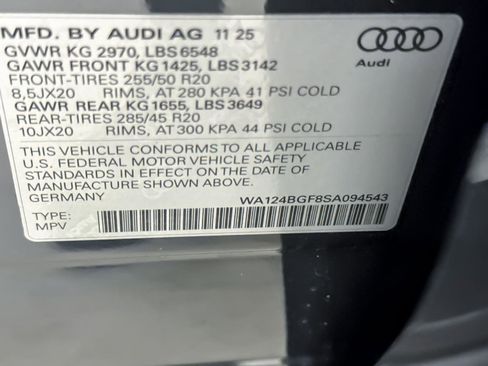 MFD. BY AUDI AG 11 25
GVWR KG 2970, LBS 6548
GAWR FRONT KG 1425, LBS 3142
FRONT-TIRES 255/50 R20
8,5JX20 RIMS, AT 280 KPA 41 PSI COLD
GAWR REAR KG 1655, LBS 3649
REAR-TIRES 285/45 R20
10JX20 RIMS, AT 300 KPA 44 PSI COLD
Audi
THIS VEHICLE CONFORMS TO ALL APPLICABLE
U.S. FEDERAL MOTOR VEHICLE SAFETY
STANDARDS IN EFFECT ON THE DATE OF
MANUFACTURE SHOWN ABOVE.
GERMANY
WA124BGF8SA094543
TYPE:
MPV